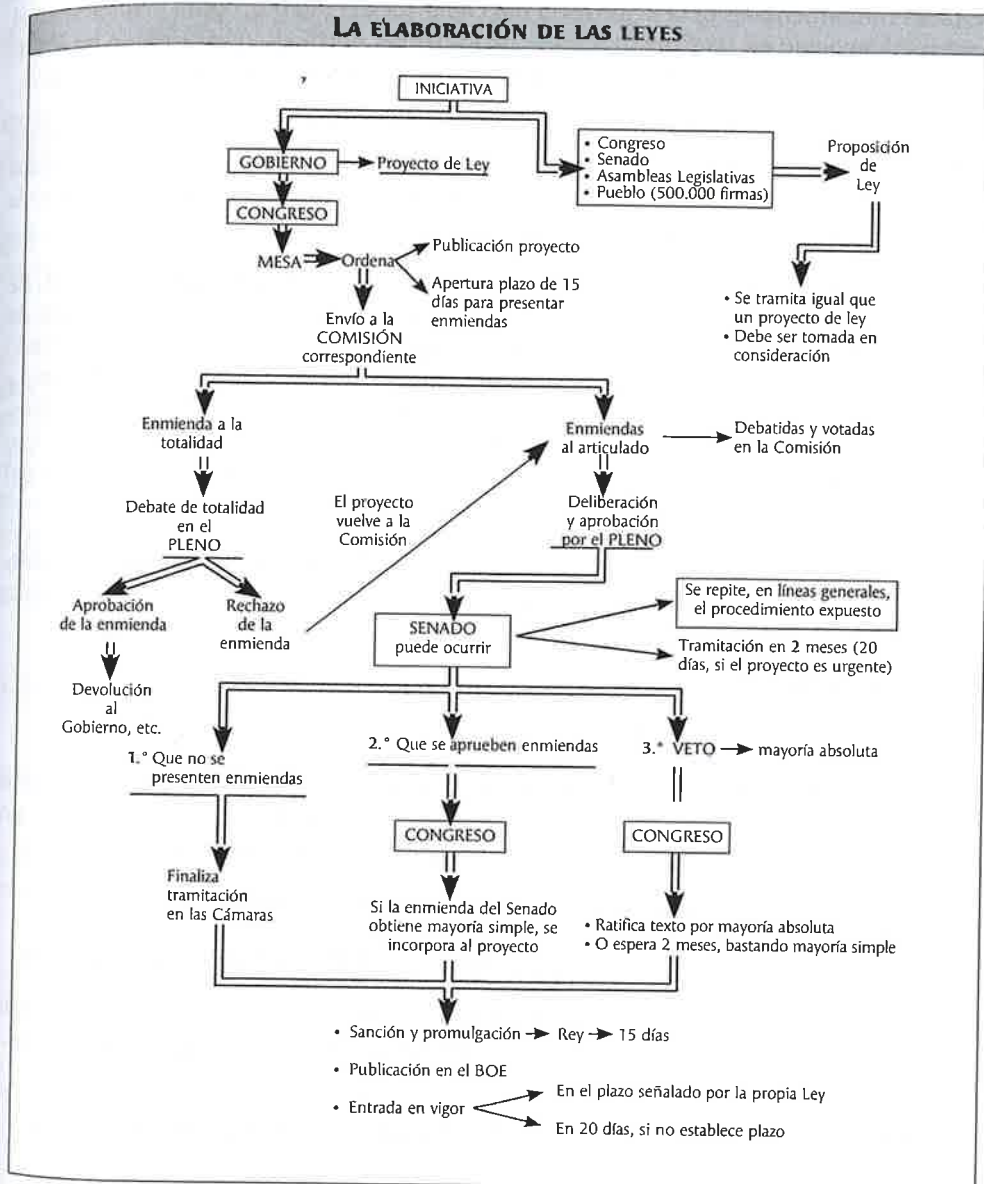 LA ELABORACIÓN DE LAS LEYES
INICIATIVA
GOBIERNO
Proyecto de Ley
• Congreso
• Senado
• Asambleas Legislativas
• Pueblo (500.000 firmas)
Proposición
de
Ley
CONGRESO
MESA
Ordena
Publicación proyecto
Apertura plazo de 15
días para presentar
enmiendas
• Se tramita igual que
un proyecto de ley
• Debe ser tomada en
consideración
Envío a la
COMISIÓN
correspondiente
Enmienda a la
totalidad
Enmiendas
al articulado
Debatidas y votadas
en la Comisión
Debate de totalidad
en el
PLENO
El proyecto
vuelve a la
Comisión
Deliberación
y aprobación
por el PLENO
Aprobación
de la enmienda
Rechazo
de la
enmienda
SENADO
puede ocurrir
Se repite, en líneas generales,
el procedimiento expuesto
Tramitación en 2 meses (20
días, si el proyecto es urgente)
Devolución
al
Gobierno, etc.
1.° Que no se
presenten enmiendas
2.° Que se aprueben enmiendas
3.° VETO
mayoría absoluta
CONGRESO
CONGRESO
Finaliza
tramitación
en las Cámaras
Si la enmienda del Senado
obtiene mayoría simple, se
incorpora al proyecto
• Ratifica texto por mayoría absoluta
• O espera 2 meses, bastando mayoría simple
• Sanción y promulgación
Rey
15 días
• Publicación en el BOE
• Entrada en vigor
En el plazo señalado por la propia Ley
En 20 días, si no establece plazo